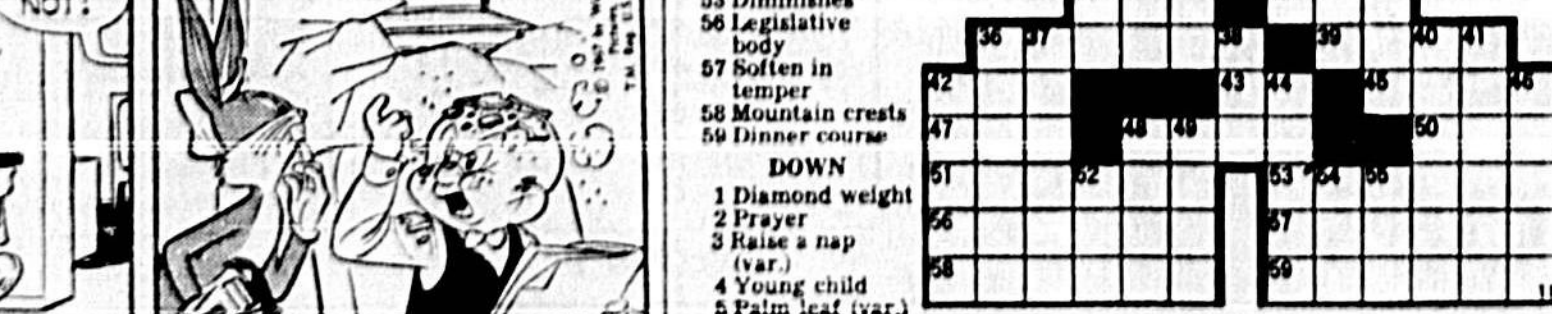 NOT!
53 Diminishes
56 Legislative
body
57 Soften in
temper
58 Mountain crests
59 Dinner course
DOWN
1 Diamond weight
2 Prayer
3 Raise a nap
(var.)
4 Young child
5 Palm leaf (var.)
36 37 38 39 40 41
42 43 44 45 46
47 48 49 50
51 52 53 54 55
56 57
58 59